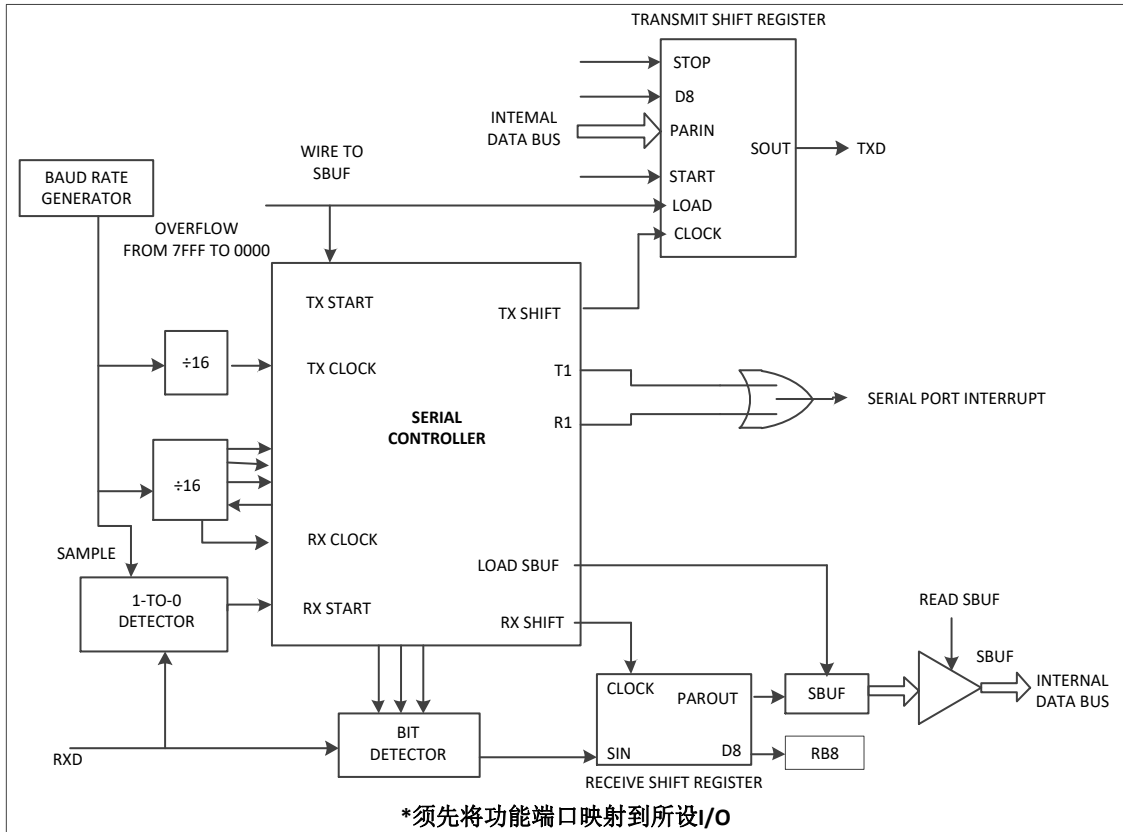 TRANSMIT SHIFT REGISTER
STOP
D8
INTEMAL
DATA BUS
PARIN
SOUT
TXD
START
LOAD
CLOCK
WIRE TO
SBUF
BAUD RATE
GENERATOR
OVERFLOW
FROM 7FFF TO 0000
TX START
TX SHIFT
÷16
TX CLOCK
T1
SERIAL PORT INTERRUPT
R1
SERIAL
CONTROLLER
÷16
RX CLOCK
SAMPLE
LOAD SBUF
1-TO-0
DETECTOR
RX START
RX SHIFT
READ SBUF
SBUF
CLOCK
PAROUT
SBUF
INTERNAL
DATA BUS
RXD
BIT
DETECTOR
SIN
D8
RB8
RECEIVE SHIFT REGISTER
*须先将功能端口映射到所设I/O